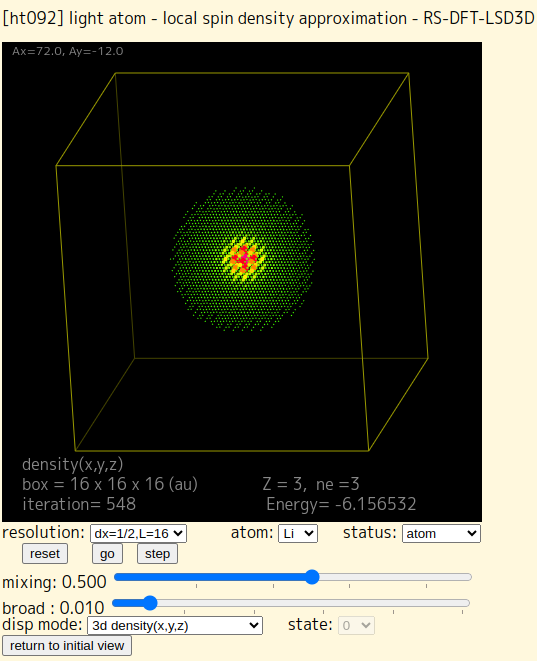 [ht092] light atom - local spin density approximation - RS-DFT-LSD3D
Ax=72.0, Ay=-12.0
density(x,y,z)
box = 16 x 16 x 16 (au) Z = 3, ne =3
iteration= 548 Energy= -6.156532
resolution: dx=1/2,L=16 atom: Li status: atom
reset go step
mixing: 0.500
broad : 0.010
disp mode: 3d density(x,y,z) state: 0
return to initial view